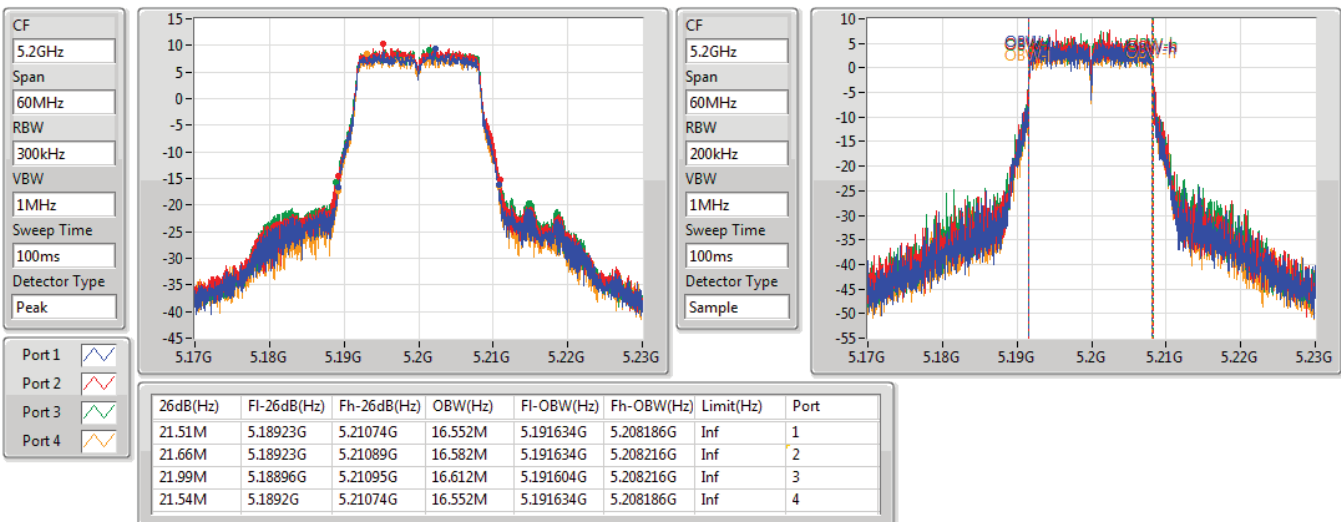 CF
5.2GHz
Span
60MHz
RBW
300kHz
VBW
1MHz
Sweep Time
100ms
Detector Type
Peak
15
10
5
0
-5
-10
-15
-20
-25
-30
-35
-40
-45
5.17G 5.18G 5.19G 5.2G 5.21G 5.22G 5.23G
CF
5.2GHz
Span
60MHz
RBW
200kHz
VBW
1MHz
Sweep Time
100ms
Detector Type
Sample
10
5
0
-5
-10
-15
-20
-25
-30
-35
-40
-45
-50
-55
5.17G 5.18G 5.19G 5.2G 5.21G 5.22G 5.23G
Port 1
Port 2
Port 3
Port 4
26dB(Hz) Fl-26dB(Hz) Fh-26dB(Hz) OBW(Hz) Fl-OBW(Hz) Fh-OBW(Hz) Limit(Hz) Port
21.51M 5.18923G 5.21074G 16.552M 5.191634G 5.208186G Inf 1
21.66M 5.18923G 5.21089G 16.582M 5.191634G 5.208216G Inf 2
21.99M 5.18896G 5.21095G 16.612M 5.191604G 5.208216G Inf 3
21.54M 5.1892G 5.21074G 16.552M 5.191634G 5.208186G Inf 4